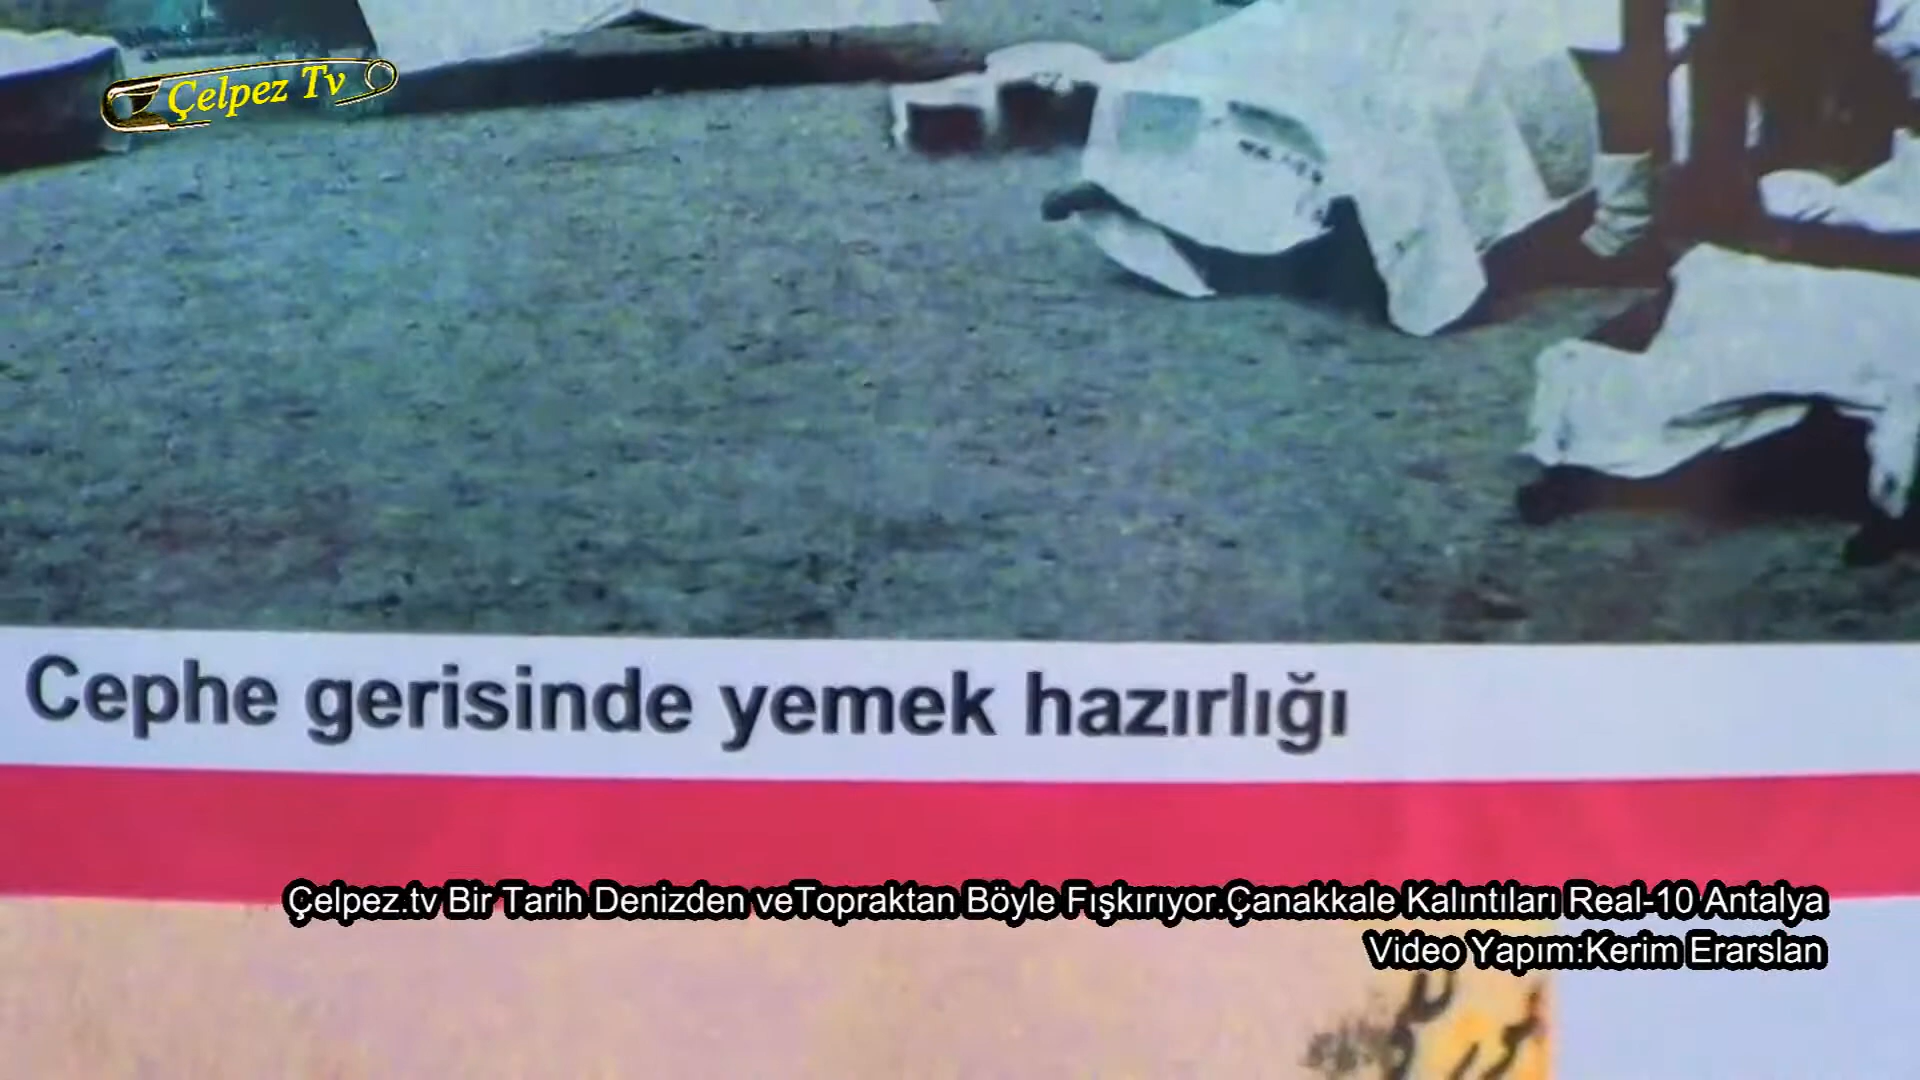 Çelpez Tv
Cephe gerisinde yemek hazırlığı
Çelpez.tv Bir Tarih Denizden veTopraktan Böyle Fışkırıyor.Çanakkale Kalıntıları Real-10 Antalya
Video Yapım:Kerim Erarslan